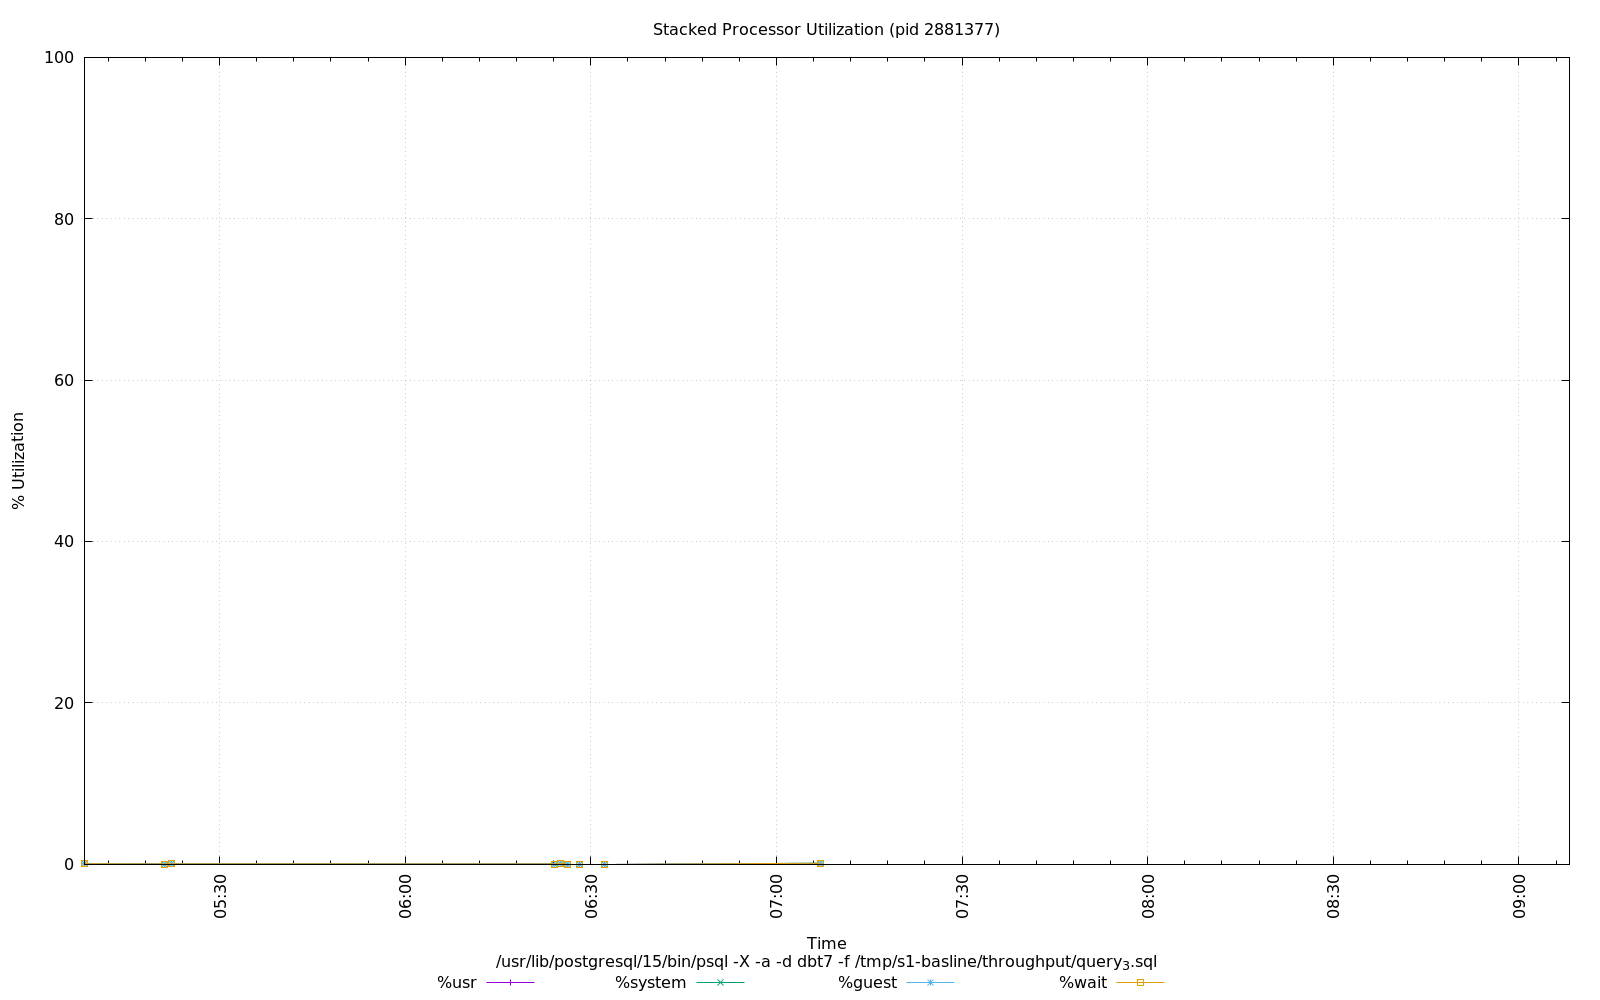 Stacked Processor Utilization (pid 2881377)
100
80
60
40
20
0
% Utilization
05:30
06:00
06:30
07:00
07:30
08:00
08:30
09:00
Time
/usr/lib/postgresql/15/bin/psql -X -a -d dbt7 -f /tmp/s1-basline/throughput/query₃.sql
%usr %system %guest %wait